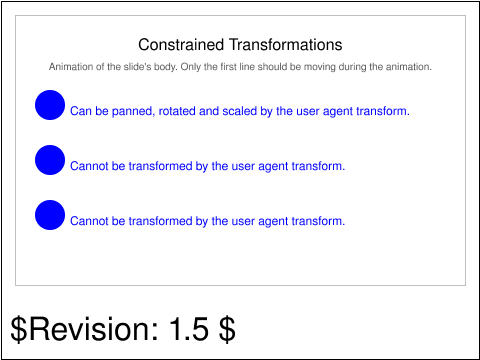 Constrained Transformations
Animation of the slide's body. Only the first line should be moving during the animation.
Can be panned, rotated and scaled by the user agent transform.
Cannot be transformed by the user agent transform.
Cannot be transformed by the user agent transform.
$Revision: 1.5 $